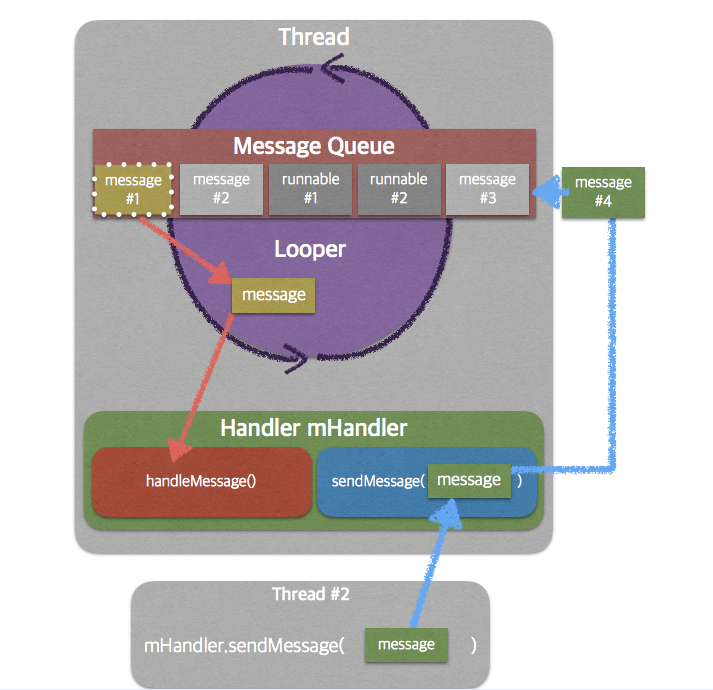 Thread
Message Queue
message
#1
message
#2
runnable
#1
runnable
#2
message
#3
message
#4
Looper
message
Handler mHandler
handleMessage()
sendMessage( message )
Thread #2
mHandler.sendMessage( message )